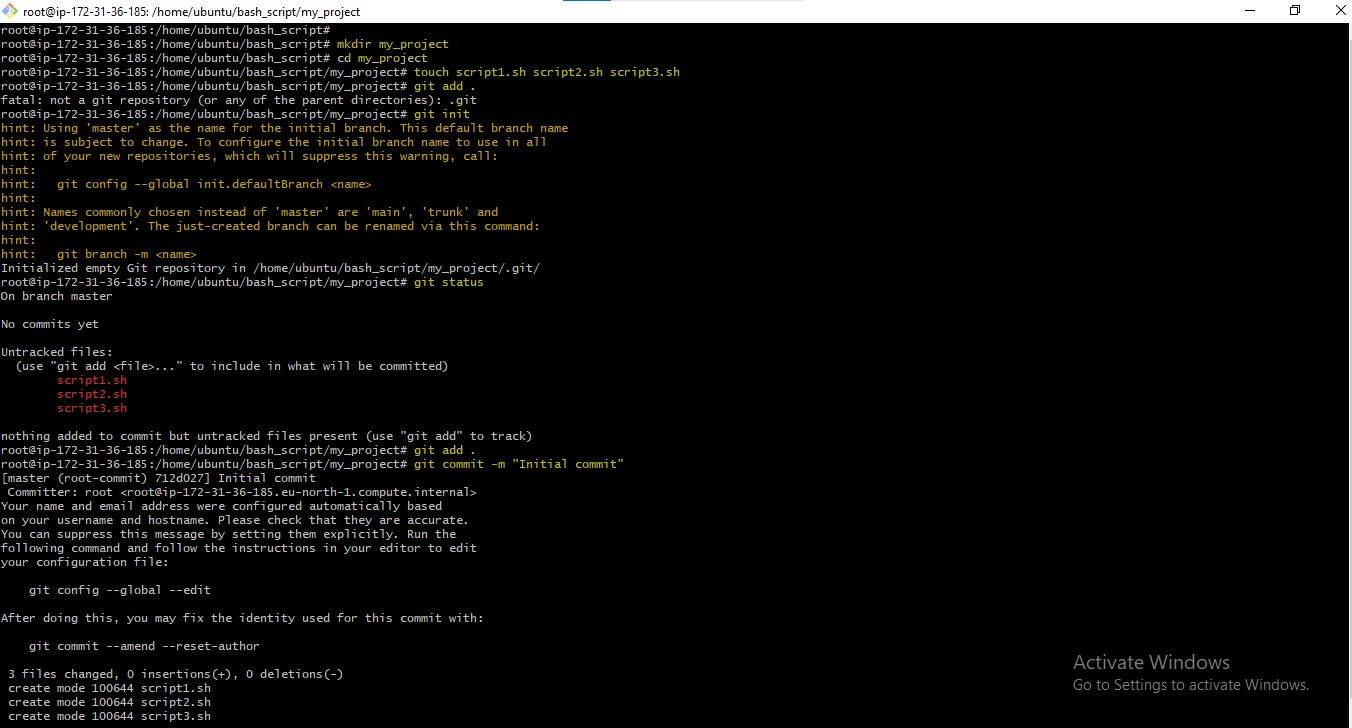 root@ip-172-31-36-185: /home/ubuntu/bash_script/my_project
root@ip-172-31-36-185:/home/ubuntu/bash_script#
root@ip-172-31-36-185:/home/ubuntu/bash_script# mkdir my_project
root@ip-172-31-36-185:/home/ubuntu/bash_script# cd my_project
root@ip-172-31-36-185:/home/ubuntu/bash_script/my_project# touch script1.sh script2.sh script3.sh
root@ip-172-31-36-185:/home/ubuntu/bash_script/my_project# git add .
fatal: not a git repository (or any of the parent directories): .git
root@ip-172-31-36-185:/home/ubuntu/bash_script/my_project# git init
hint: Using 'master' as the name for the initial branch. This default branch name
hint: is subject to change. To configure the initial branch name to use in all
hint: of your new repositories, which will suppress this warning, call:
hint:
hint:   git config --global init.defaultBranch <name>
hint:
hint: Names commonly chosen instead of 'master' are 'main', 'trunk' and
hint: 'development'. The just-created branch can be renamed via this command:
hint:
hint:   git branch -m <name>
Initialized empty Git repository in /home/ubuntu/bash_script/my_project/.git/
root@ip-172-31-36-185:/home/ubuntu/bash_script/my_project# git status
On branch master
No commits yet
Untracked files:
  (use "git add <file>..." to include in what will be committed)
        script1.sh
        script2.sh
        script3.sh
nothing added to commit but untracked files present (use "git add" to track)
root@ip-172-31-36-185:/home/ubuntu/bash_script/my_project# git add .
root@ip-172-31-36-185:/home/ubuntu/bash_script/my_project# git commit -m "Initial commit"
[master (root-commit) 712d027] Initial commit
 Committer: root <root@ip-172-31-36-185.eu-north-1.compute.internal>
Your name and email address were configured automatically based
on your username and hostname. Please check that they are accurate.
You can suppress this message by setting them explicitly. Run the
following command and follow the instructions in your editor to edit
your configuration file:
    git config --global --edit
After doing this, you may fix the identity used for this commit with:
    git commit --amend --reset-author
 3 files changed, 0 insertions(+), 0 deletions(-)
 create mode 100644 script1.sh
 create mode 100644 script2.sh
 create mode 100644 script3.sh
Activate Windows
Go to Settings to activate Windows.